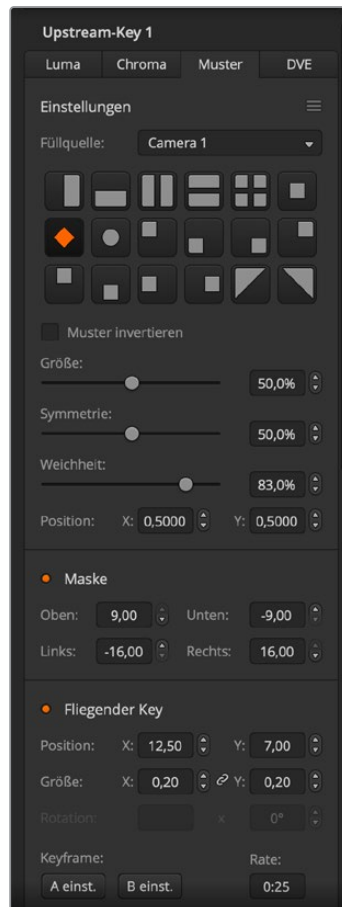 Upstream-Key 1
Luma Chroma Muster DVE
Einstellungen
Füllquelle: Camera 1
Muster invertieren
Größe:
50,0%
Symmetrie:
50,0%
Weichheit:
83,0%
Position: X: 0,5000 Y: 0,5000
Maske
Oben: 9,00 Unten: -9,00
Links: -16,00 Rechts: 16,00
Fliegender Key
Position: X: 12,50 Y: 7,00
Größe: X: 0,20 Y: 0,20
Rotation: x 0°
Keyframe: Rate:
A einst. B einst. 0:25